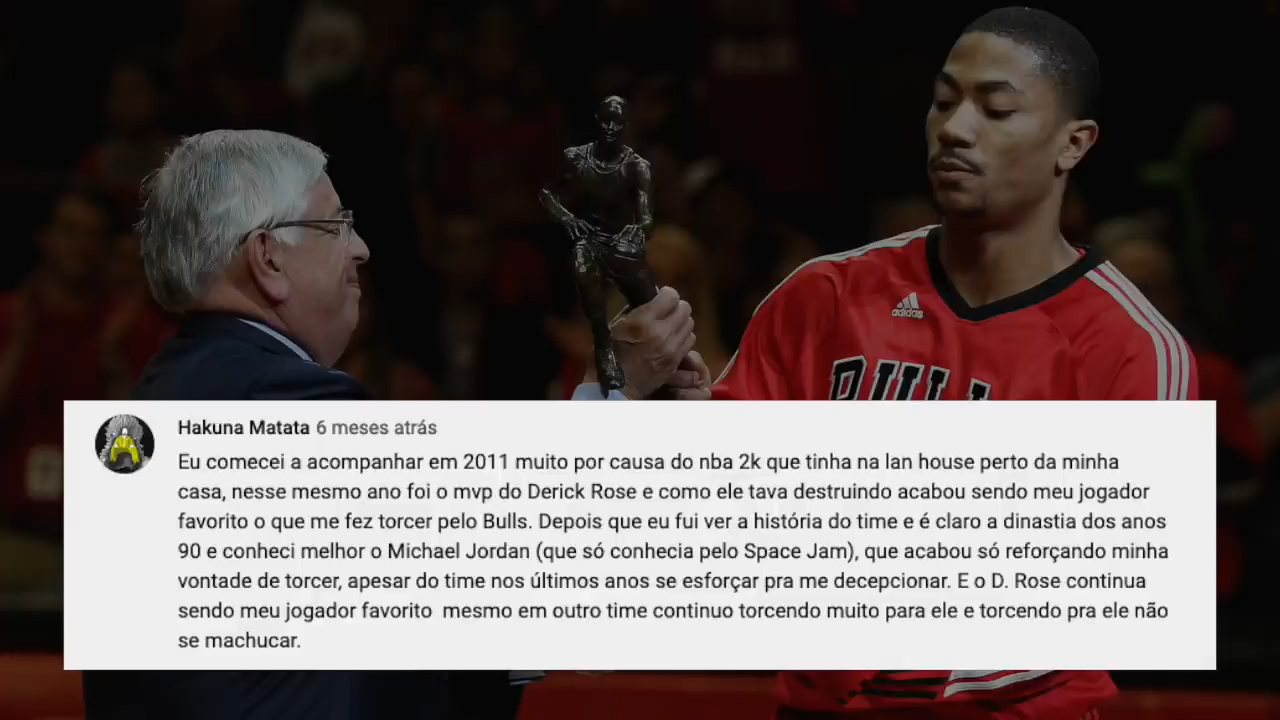 adidas
BULL
Hakuna Matata 6 meses atrás
Eu comecei a acompanhar em 2011 muito por causa do nba 2k que tinha na lan house perto da minha
casa, nesse mesmo ano foi o mvp do Derick Rose e como ele tava destruindo acabou sendo meu jogador
favorito o que me fez torcer pelo Bulls. Depois que eu fui ver a história do time e é claro a dinastia dos anos
90 e conheci melhor o Michael Jordan (que só conhecia pelo Space Jam), que acabou só reforçando minha
vontade de torcer, apesar do time nos últimos anos se esforçar pra me decepcionar. E o D. Rose continua
sendo meu jogador favorito mesmo em outro time continuo torcendo muito para ele e torcendo pra ele não
se machucar.